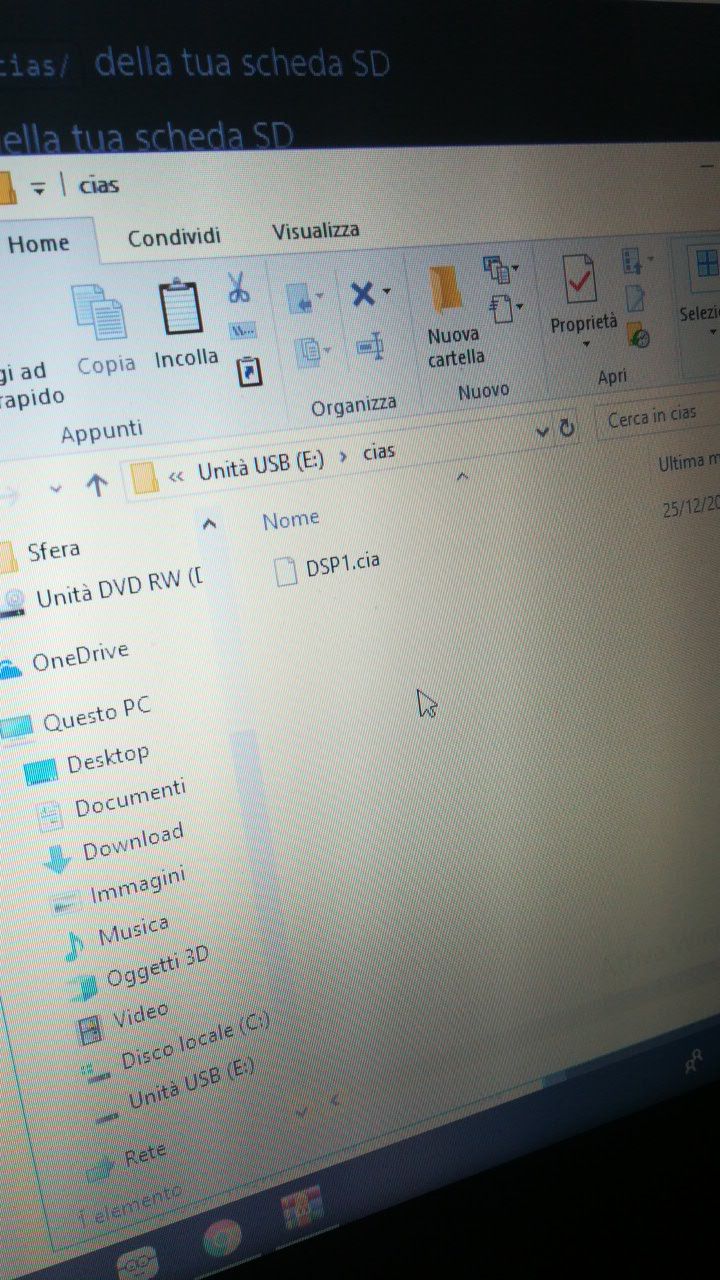 cias/ della tua scheda SD
ella tua scheda SD
cias
Home Condividi Visualizza
Copia
Incolla
gi ad
rapido
Appunti
Organizza
Nuova
cartella
Nuovo
Proprietà
Apri
Selezi
« Unità USB (E:) › cias
Cerca in cias
Nome
Ultima m
DSP1.cia
25/12/20
Sfera
Unità DVD RW (D
OneDrive
Questo PC
Desktop
Documenti
Download
Immagini
Musica
Oggetti 3D
Video
Disco locale (C:)
Unità USB (E:)
Rete
1 elemento